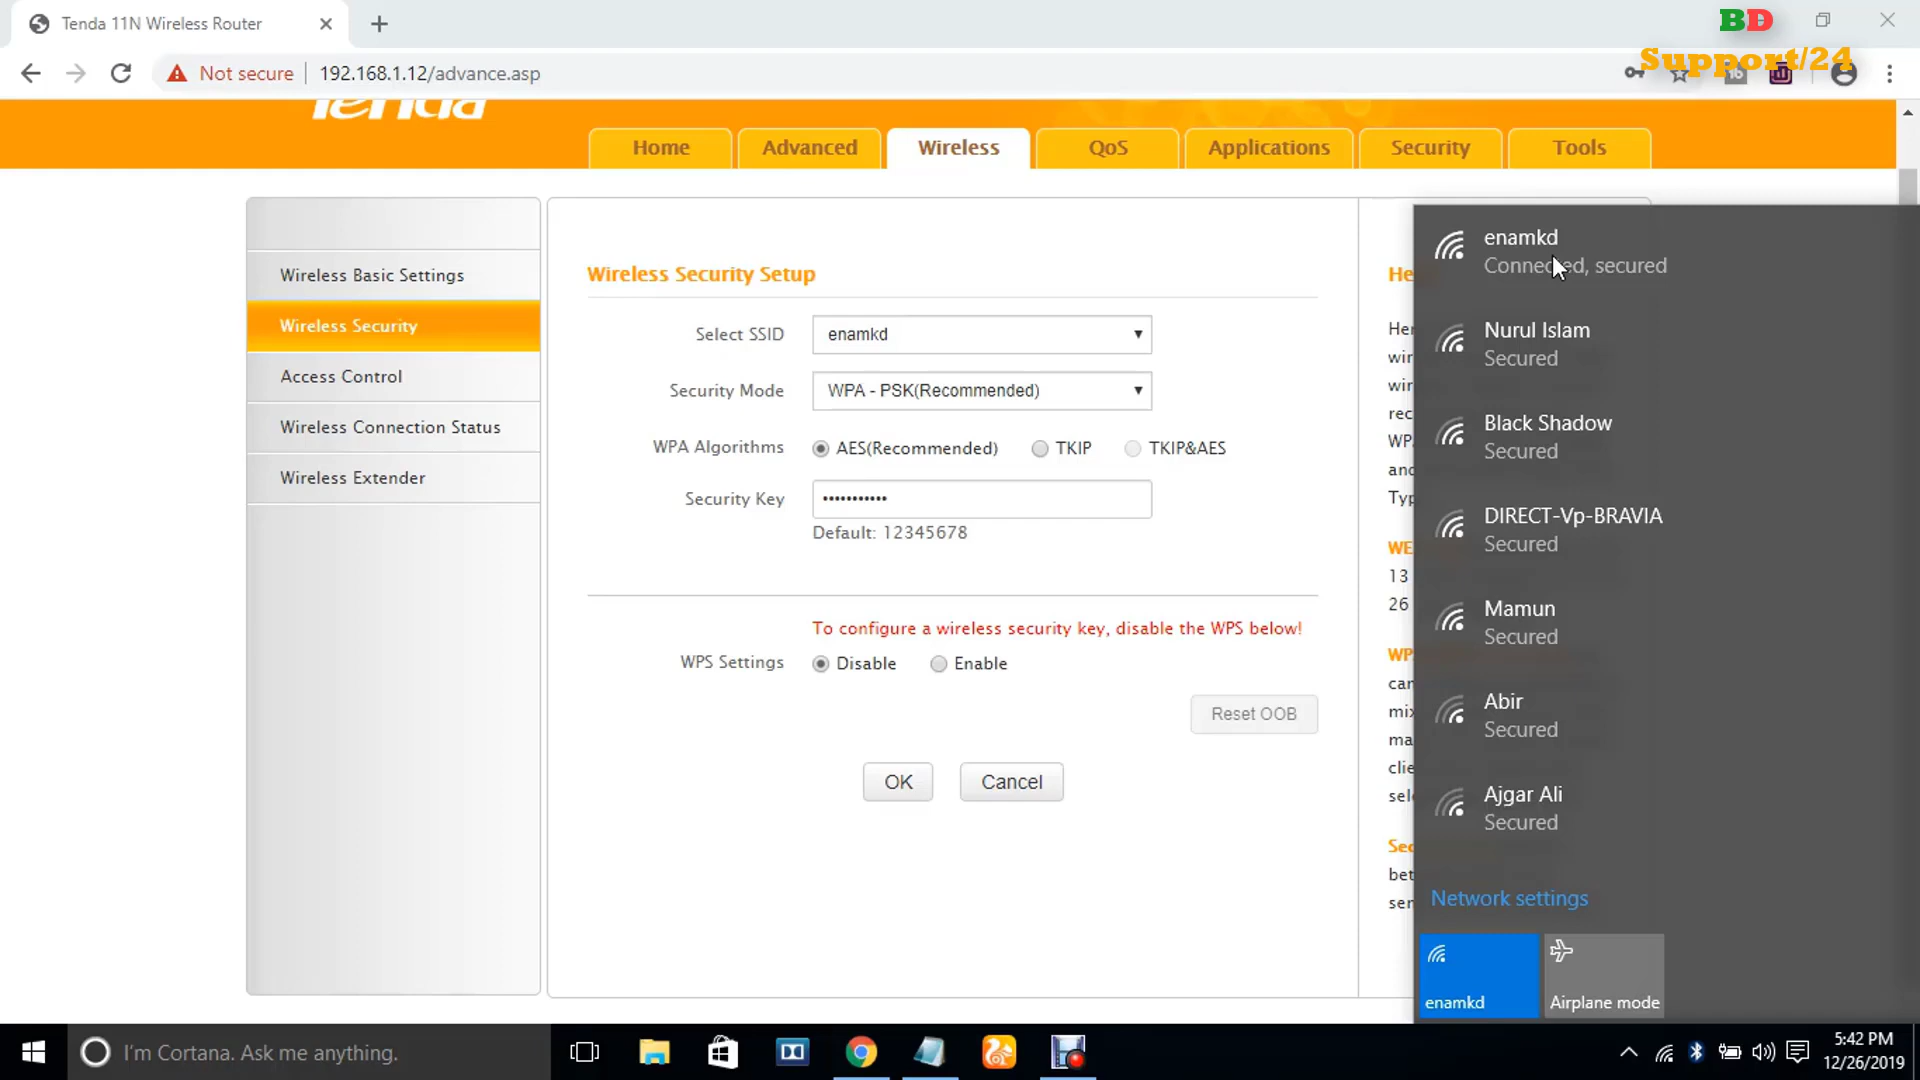 Tenda 11N Wireless Router
BD
Support/24
Not secure
192.168.1.12/advance.asp
Tenda
Home
Advanced
Wireless
QoS
Applications
Security
Tools
Wireless Basic Settings
Wireless Security
Access Control
Wireless Connection Status
Wireless Extender
Wireless Security Setup
Select SSID
enamkd
Security Mode
WPA - PSK(Recommended)
WPA Algorithms
AES(Recommended)
TKIP
TKIP&AES
Security Key
•••••••••••
Default: 12345678
To configure a wireless security key, disable the WPS below!
WPS Settings
Disable
Enable
Reset OOB
OK
Cancel
13
26
enamkd
Connected, secured
Nurul Islam
Secured
Black Shadow
Secured
DIRECT-Vp-BRAVIA
Secured
Mamun
Secured
Abir
Secured
Ajgar Ali
Secured
Network settings
enamkd
Airplane mode
I'm Cortana. Ask me anything.
5:42 PM
12/26/2019